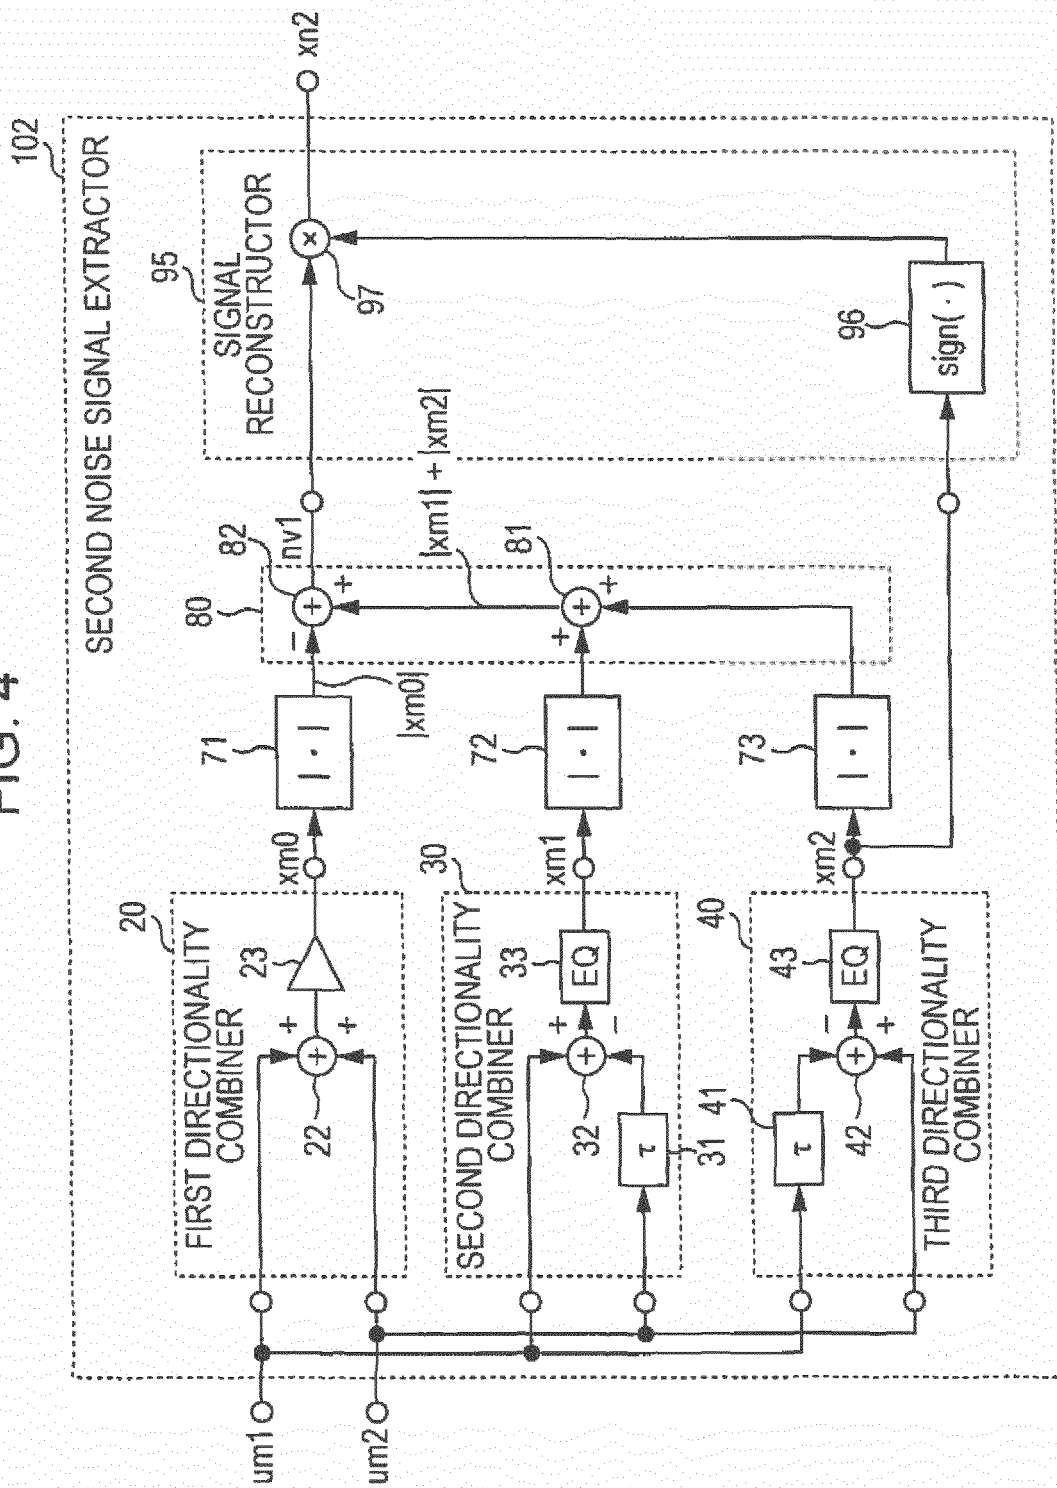 FIG. 4
102
SECOND NOISE SIGNAL EXTRACTOR
20
FIRST DIRECTIONALITY
COMBINER
um1
um2
+
+
+
22
23
xm0
71
| · |
|xm0|
80
82
−
+
+
nv1
95
SIGNAL
RECONSTRUCTOR
×
97
xn2
30
SECOND DIRECTIONALITY
COMBINER
+
+
−
32
τ
31
33
EQ
xm1
72
| · |
|xm1| + |xm2|
81
+
+
+
40
THIRD DIRECTIONALITY
COMBINER
41
τ
−
+
+
42
43
EQ
xm2
73
| · |
96
sign( · )